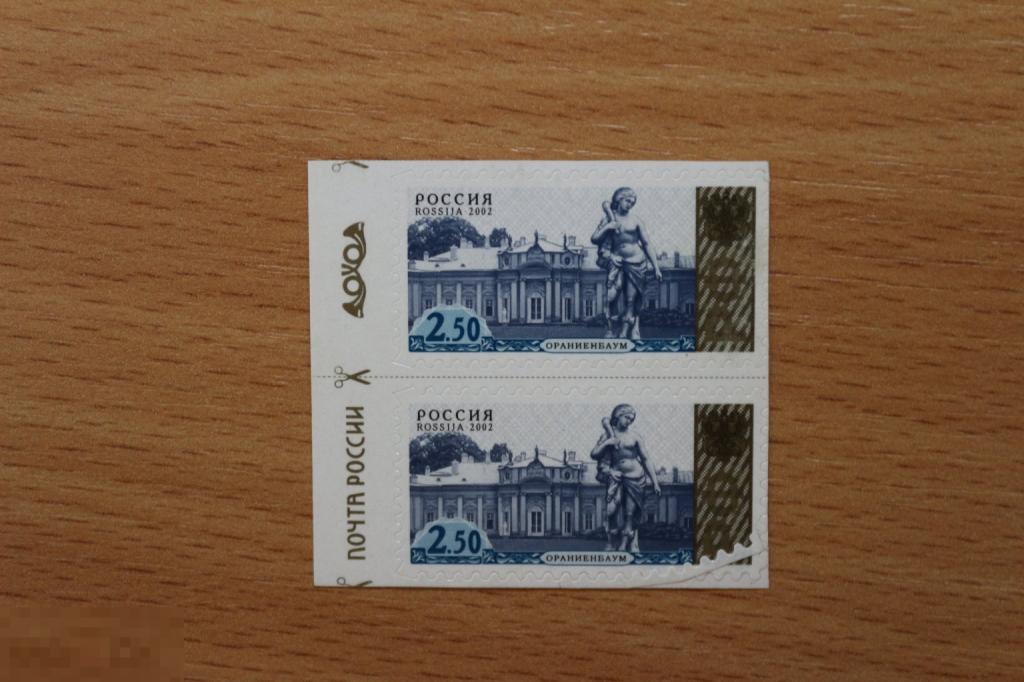 РОССИЯ
ROSSIJA 2002
2.50
ОРАНИЕНБАУМ
РОССИЯ
ROSSIJA 2002
2.50
ОРАНИЕНБАУМ
ПОЧТА РОССИИ